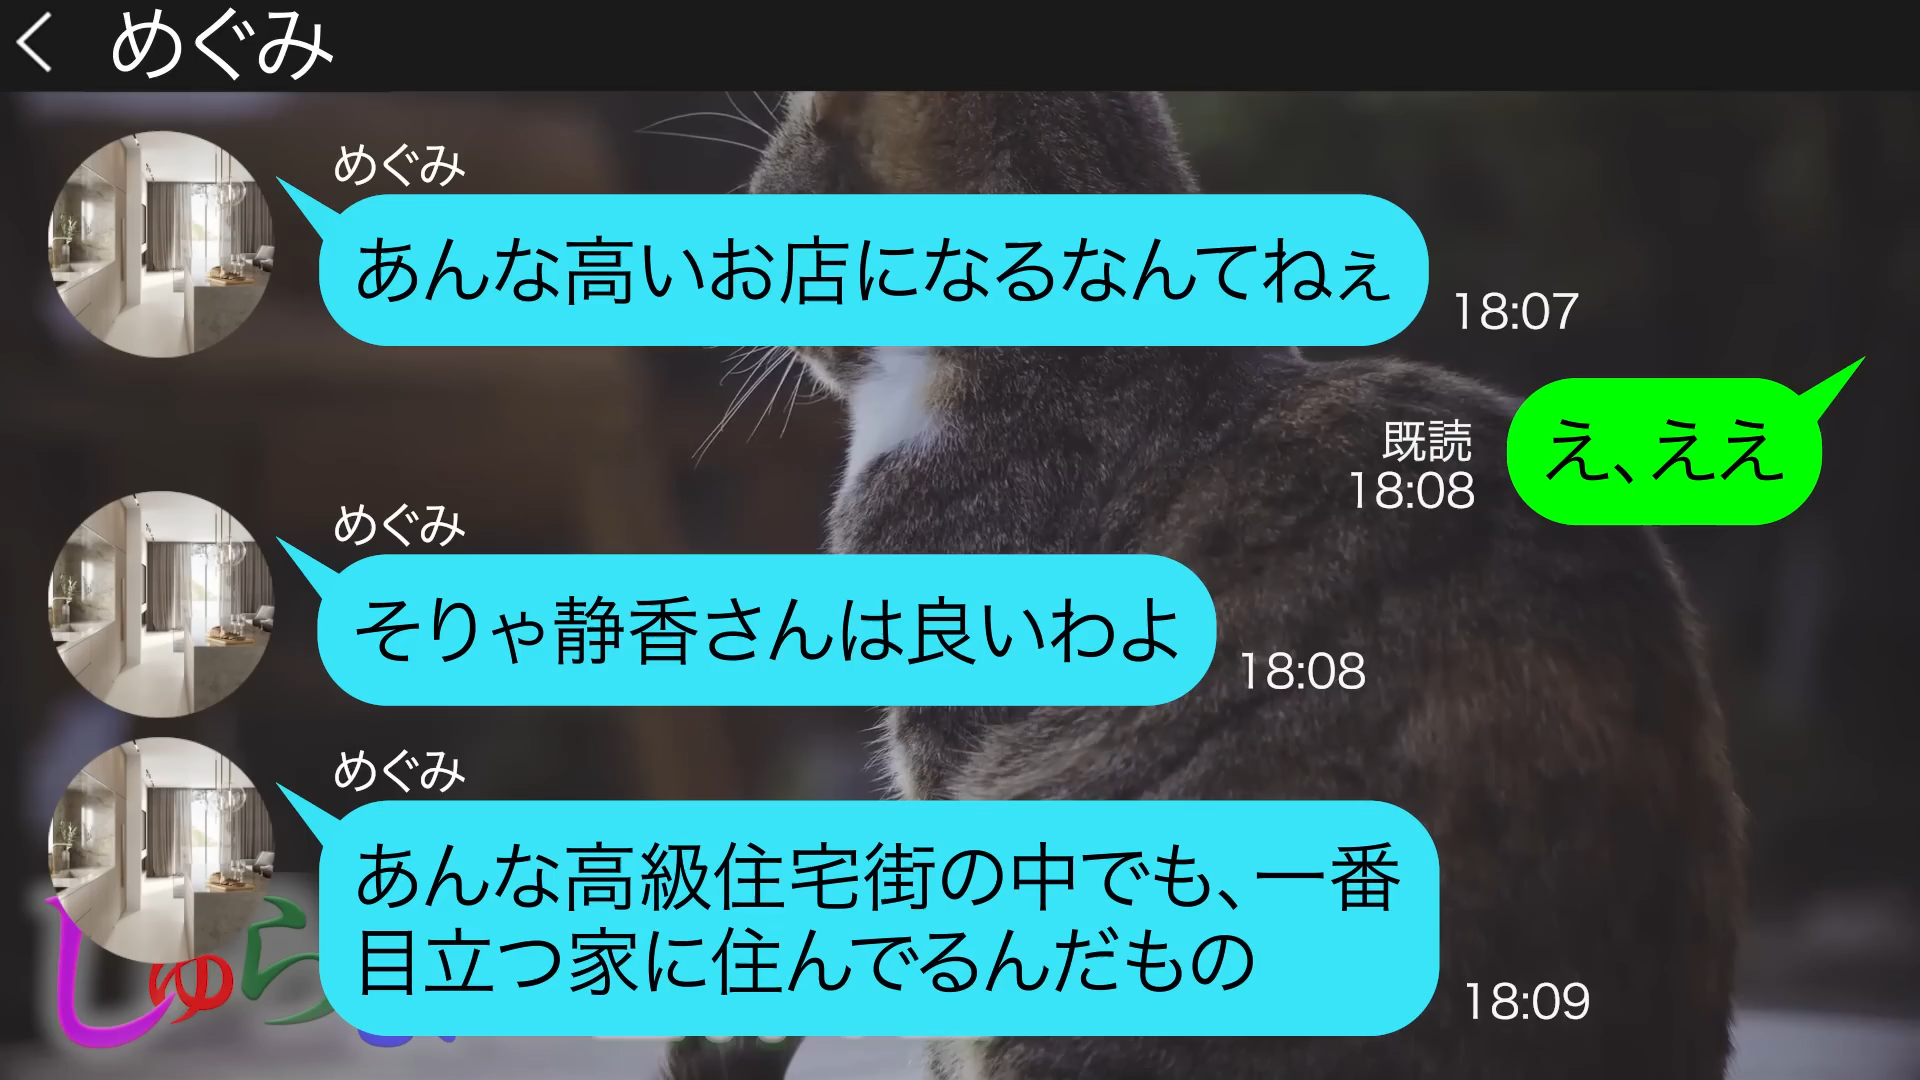 めぐみ
めぐみ
あんな高いお店になるなんてねぇ
18:07
え、ええ
既読
18:08
めぐみ
そりゃ静香さんは良いわよ
18:08
めぐみ
あんな高級住宅街の中でも、一番
目立つ家に住んでるんだもの
18:09
しゅら